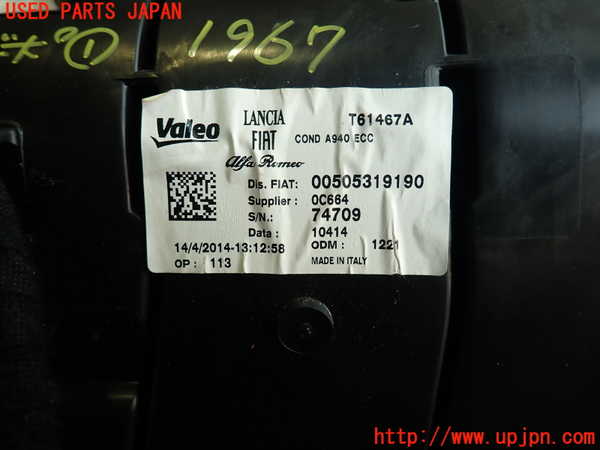 USED PARTS JAPAN
1967
Valeo
LANCIA
FIAT
Alfa Romeo
T61467A
COND A940 ECC
Dis. FIAT: 00505319190
Supplier : 0C664
S/N.: 74709
Data : 10414
14/4/2014-13:12:58
ODM : 1221
OP : 113
MADE IN ITALY
http://www.upjpn.com/